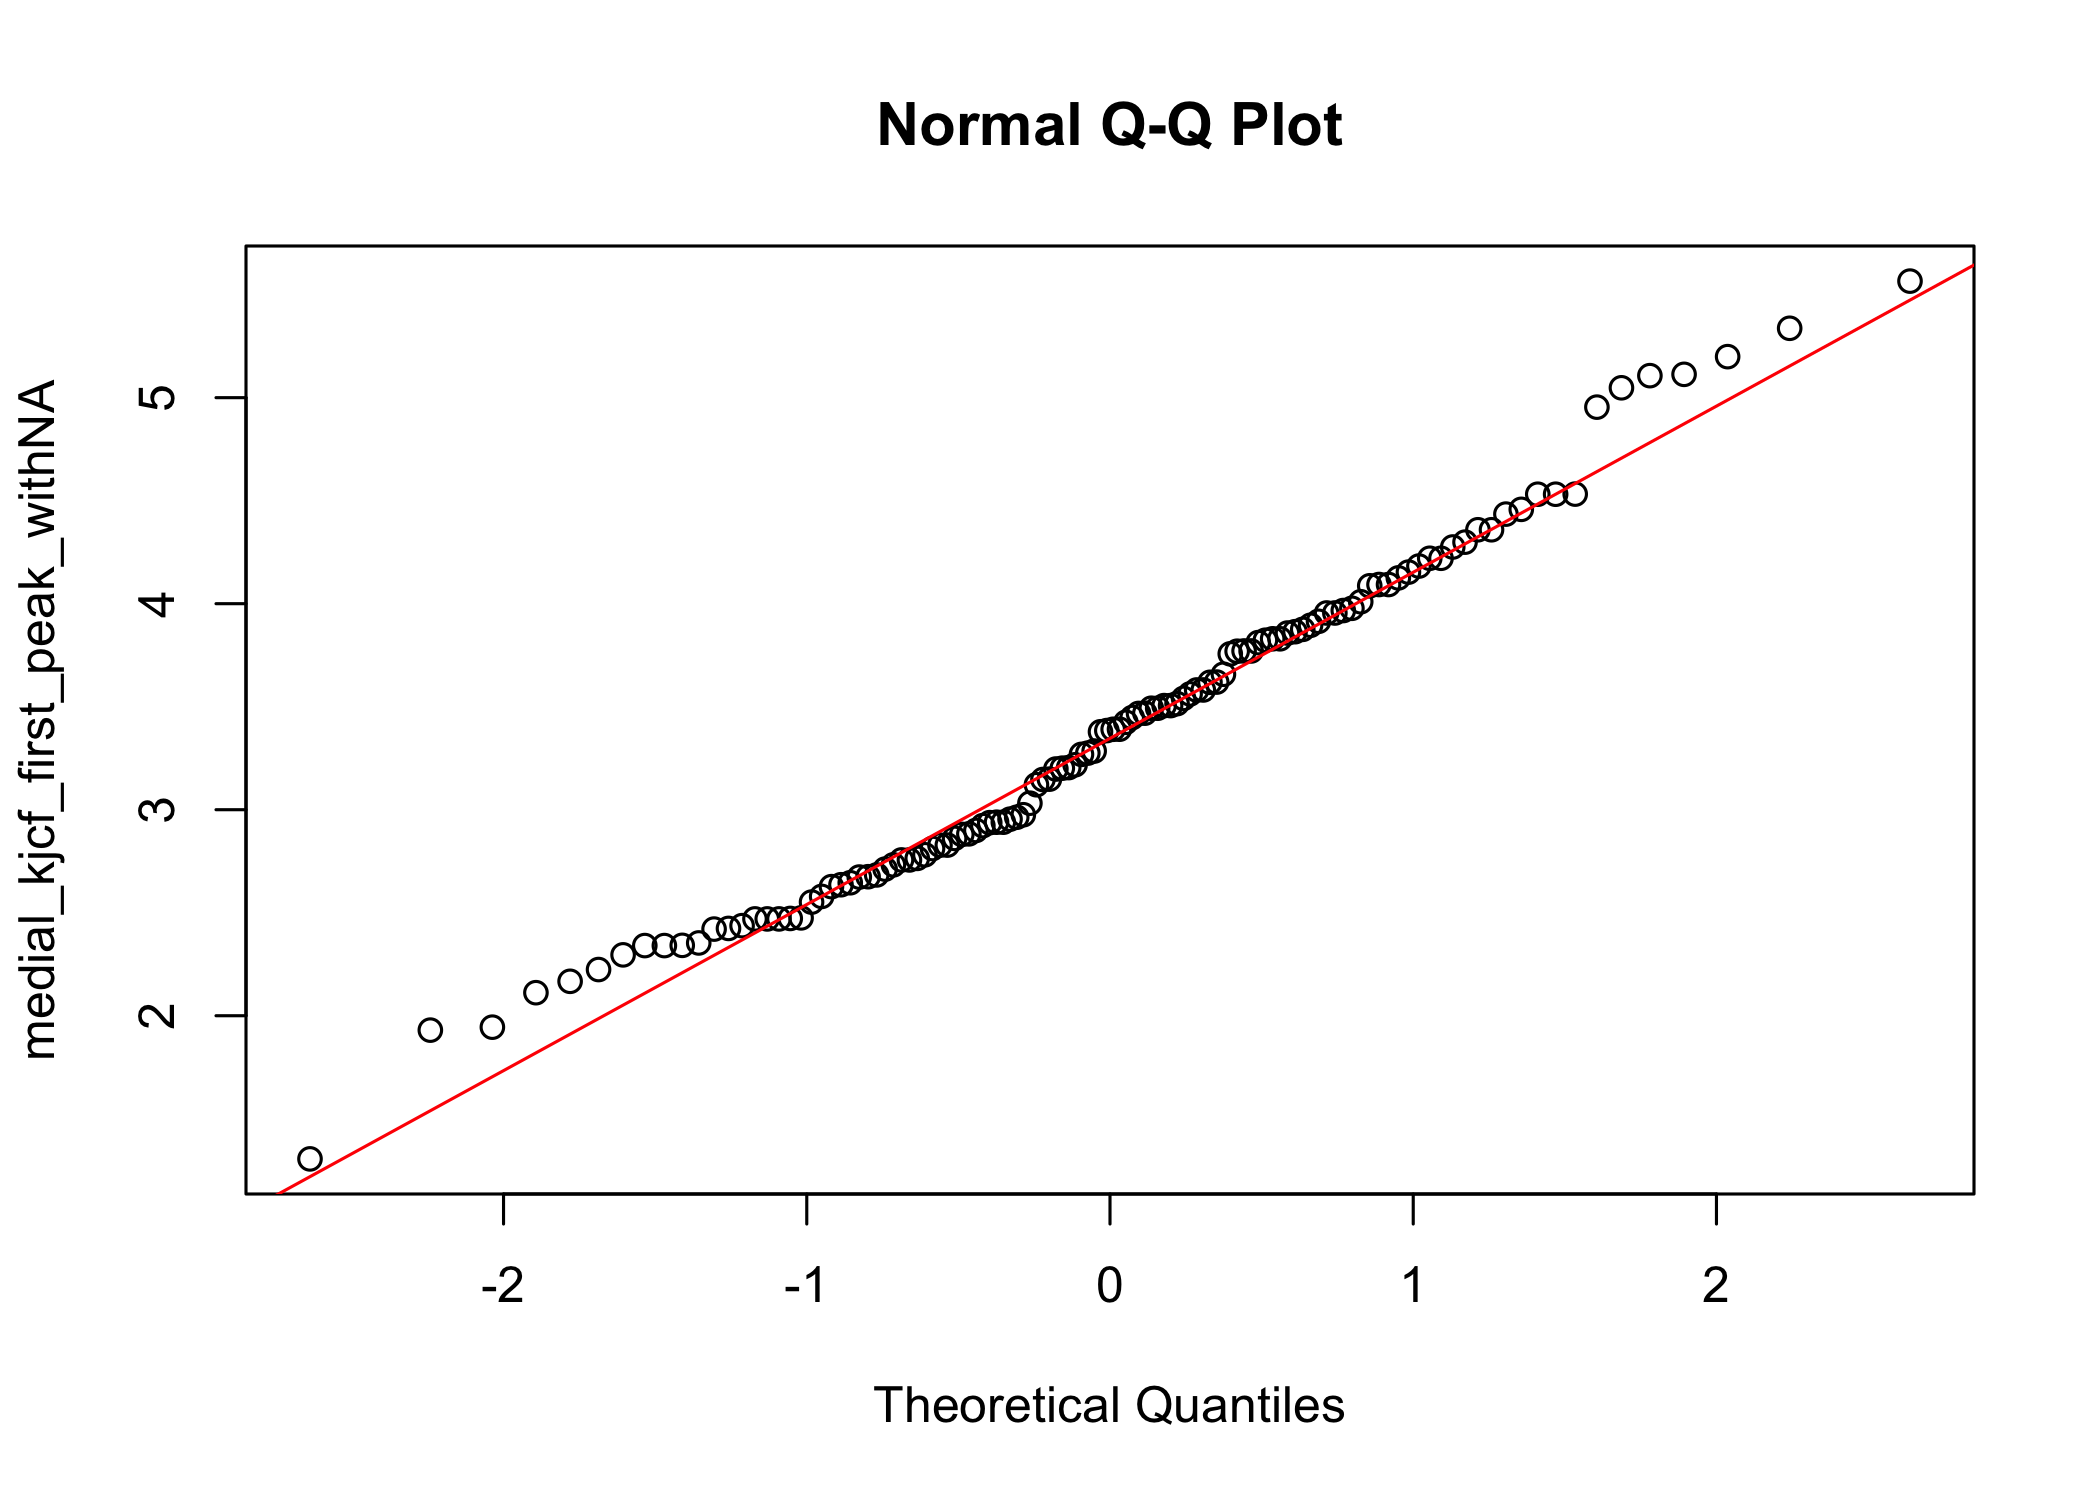 Normal Q-Q Plot
medial_kjcf_first_peak_withNA
5
4
3
2
-2 -1 0 1 2
Theoretical Quantiles